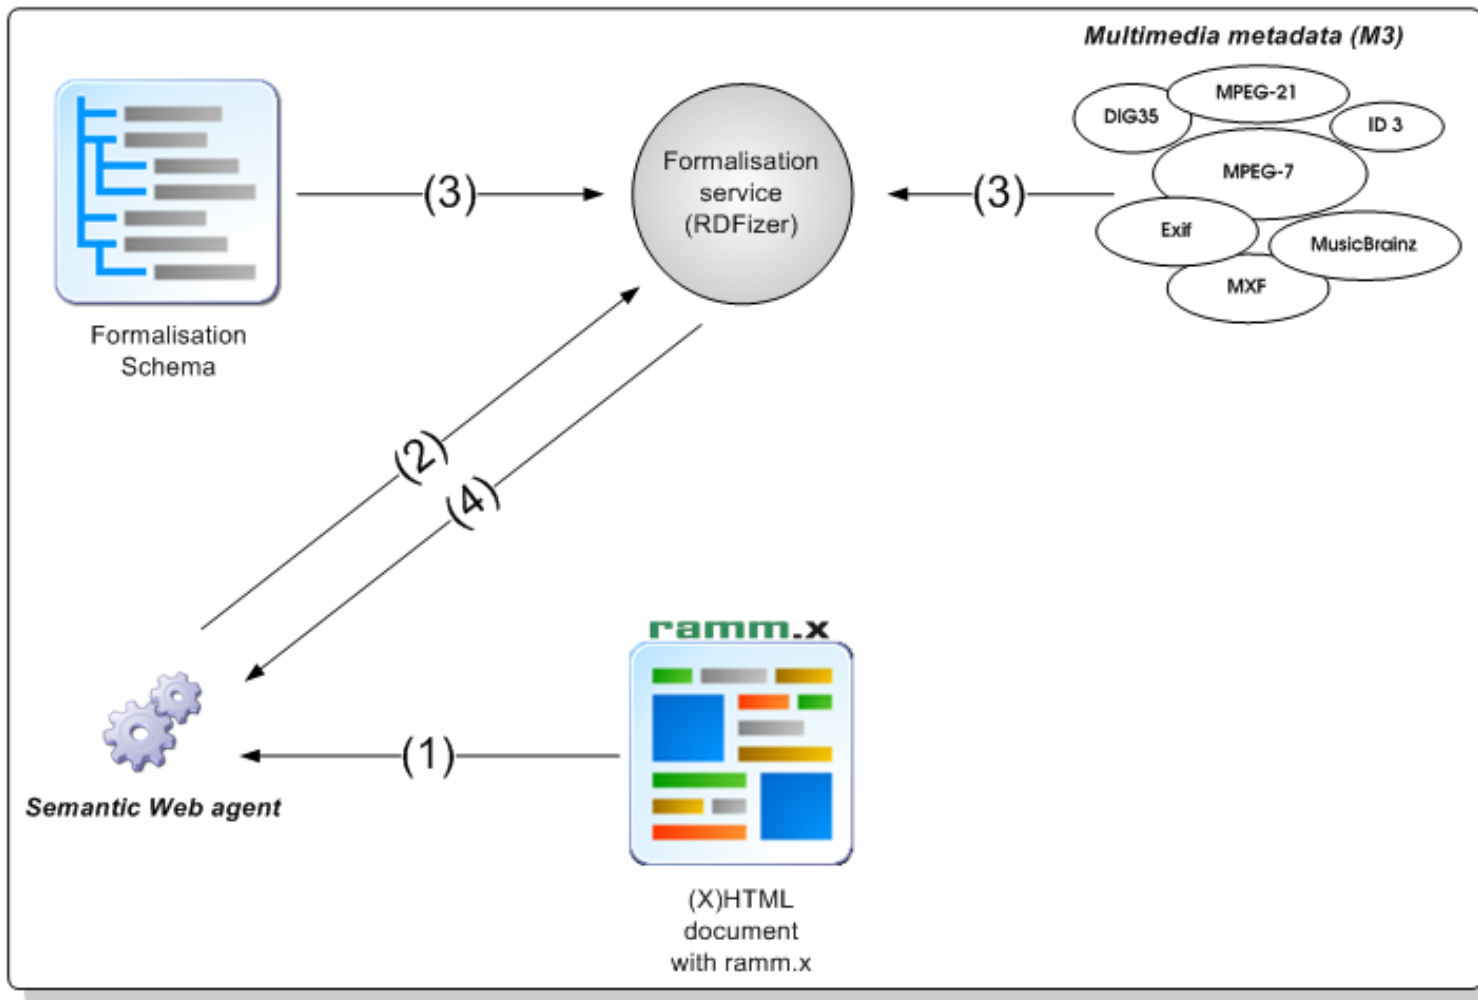 Multimedia metadata (M3)
MPEG-21
DIG35
ID 3
MPEG-7
Exif
MusicBrainz
MXF
Formalisation
service
(RDFizer)
(3)
(3)
Formalisation
Schema
(2)
(4)
ramm.x
(1)
Semantic Web agent
(X)HTML
document
with ramm.x